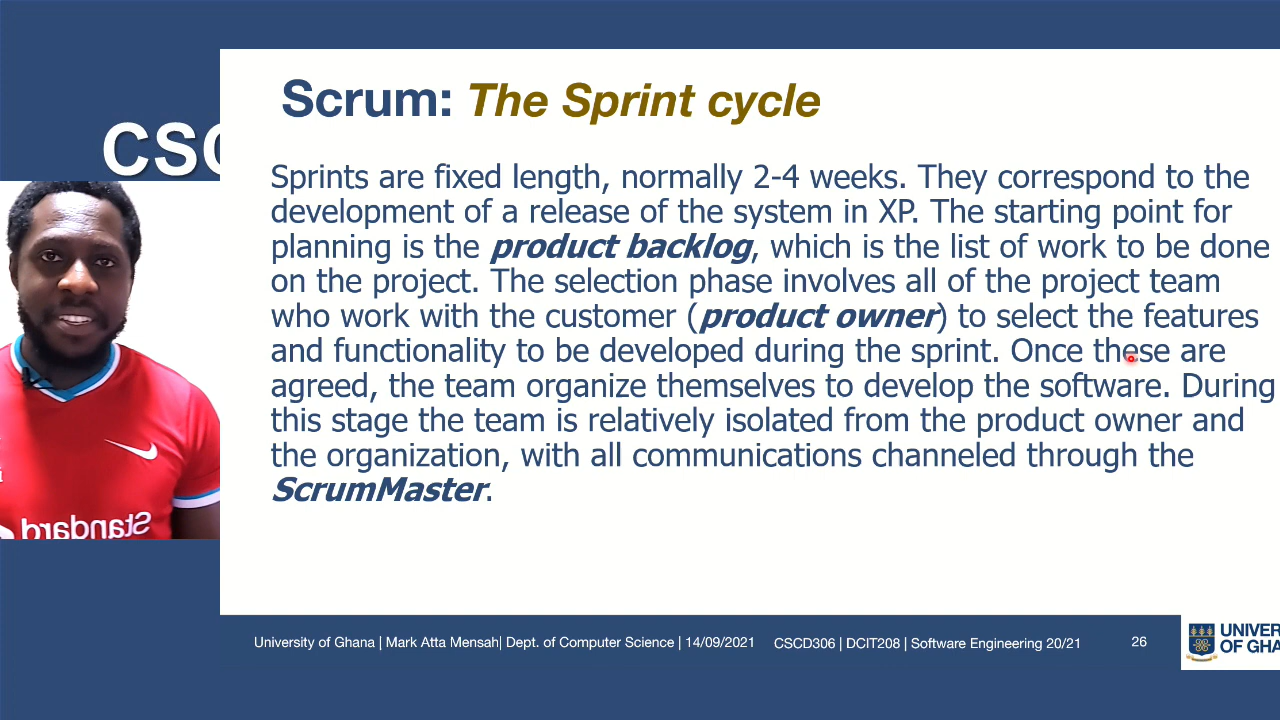 Scrum: The Sprint cycle
CSC
Sprints are fixed length, normally 2-4 weeks. They correspond to the
development of a release of the system in XP. The starting point for
planning is the product backlog, which is the list of work to be done
on the project. The selection phase involves all of the project team
who work with the customer (product owner) to select the features
and functionality to be developed during the sprint. Once these are
agreed, the team organize themselves to develop the software. During
this stage the team is relatively isolated from the product owner and
the organization, with all communications channeled through the
ScrumMaster.
Standard
University of Ghana | Mark Atta Mensah| Dept. of Computer Science | 14/09/2021 CSCD306 | DCIT208 | Software Engineering 20/21 26
UNIVER
OF GHA